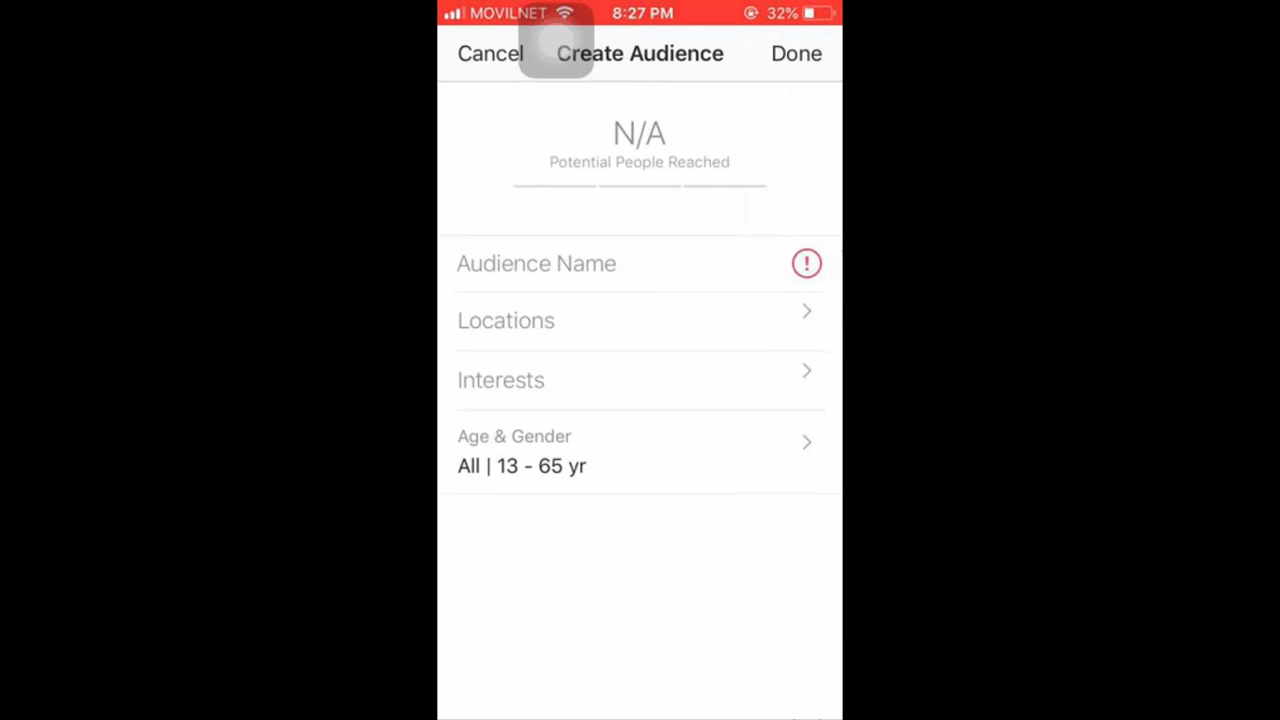 MOVILNET 8:27 PM 32%
Cancel Create Audience Done
N/A
Potential People Reached
Audience Name
Locations
Interests
Age & Gender
All | 13 - 65 yr